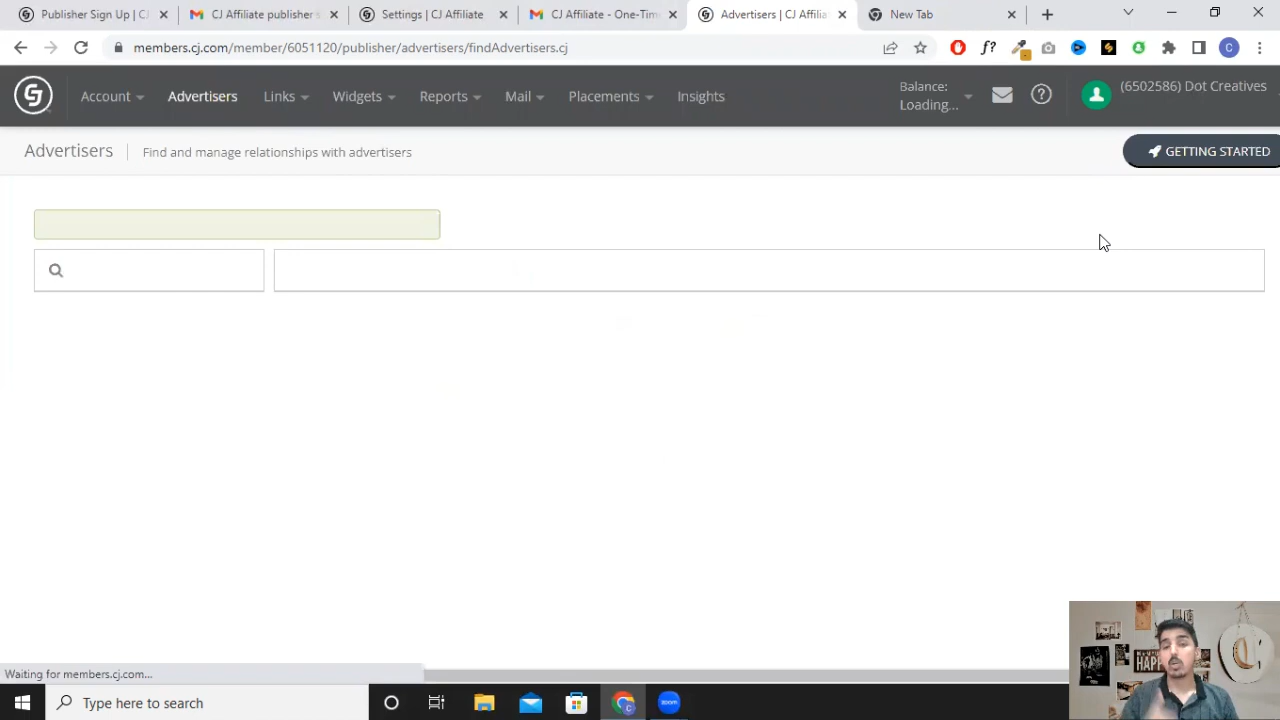 Publisher Sign Up | C
CJ Affiliate publisher s
Settings | CJ Affiliate
CJ Affiliate - One-Tim
Advertisers | CJ Affilia
New Tab
members.cj.com/member/6051120/publisher/advertisers/findAdvertisers.cj
f?
C
Account
Advertisers
Links
Widgets
Reports
Mail
Placements
Insights
Balance:
Loading...
(6502586) Dot Creatives
Advertisers
Find and manage relationships with advertisers
GETTING STARTED
Waiting for members.cj.com...
Type here to search
zoom
HAPP